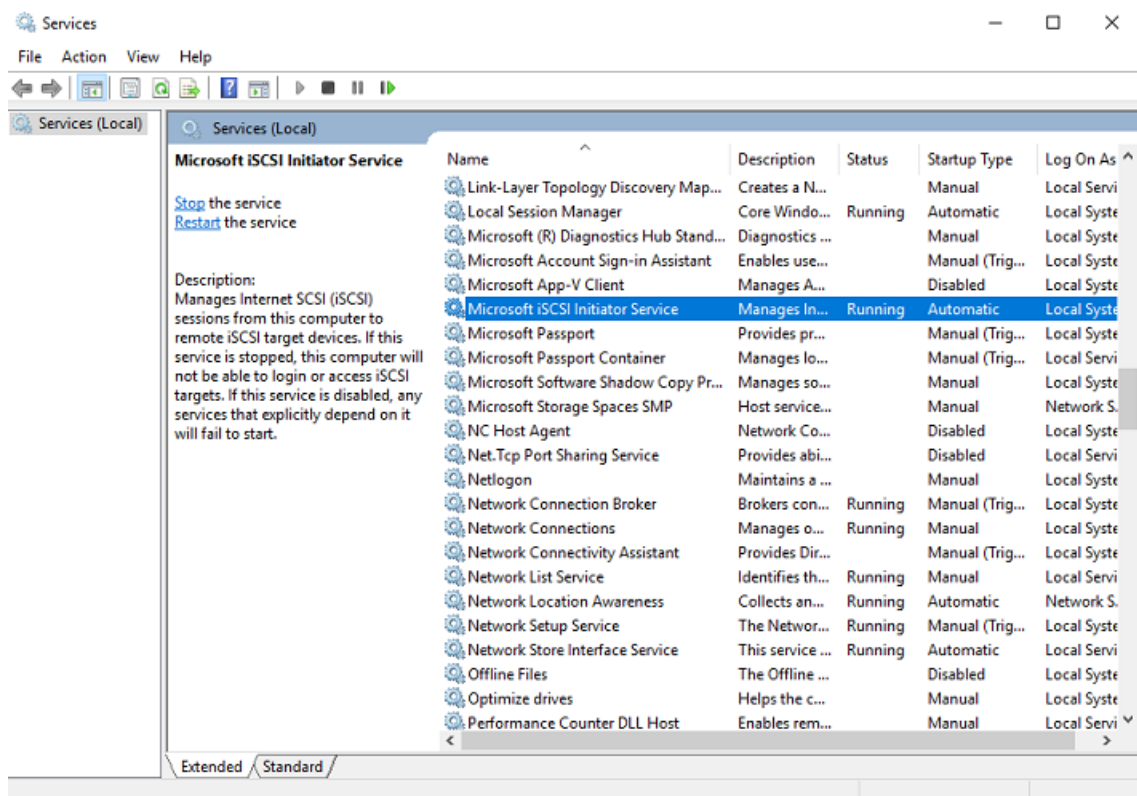 Services
File Action View Help
Services (Local)
Services (Local)
Microsoft iSCSI Initiator Service
Stop the service
Restart the service
Description:
Manages Internet SCSI (iSCSI)
sessions from this computer to
remote iSCSI target devices. If this
service is stopped, this computer will
not be able to login or access iSCSI
targets. If this service is disabled, any
services that explicitly depend on it
will fail to start.
Name Description Status Startup Type Log On As
Link-Layer Topology Discovery Map... Creates a N... Manual Local Servi
Local Session Manager Core Windo... Running Automatic Local Syste
Microsoft (R) Diagnostics Hub Stand... Diagnostics ... Manual Local Syste
Microsoft Account Sign-in Assistant Enables use... Manual (Trig... Local Syste
Microsoft App-V Client Manages A... Disabled Local Syste
Microsoft iSCSI Initiator Service Manages In... Running Automatic Local Syste
Microsoft Passport Provides pr... Manual (Trig... Local Syste
Microsoft Passport Container Manages lo... Manual (Trig... Local Servi
Microsoft Software Shadow Copy Pr... Manages so... Manual Local Syste
Microsoft Storage Spaces SMP Host service... Manual Network S.
NC Host Agent Network Co... Disabled Local Syste
Net.Tcp Port Sharing Service Provides abi... Disabled Local Servi
Netlogon Maintains a ... Manual Local Syste
Network Connection Broker Brokers con... Running Manual (Trig... Local Syste
Network Connections Manages o... Running Manual Local Syste
Network Connectivity Assistant Provides Dir... Manual (Trig... Local Syste
Network List Service Identifies th... Running Manual Local Servi
Network Location Awareness Collects an... Running Automatic Network S.
Network Setup Service The Networ... Running Manual (Trig... Local Syste
Network Store Interface Service This service ... Running Automatic Local Servi
Offline Files The Offline ... Disabled Local Syste
Optimize drives Helps the c... Manual Local Syste
Performance Counter DLL Host Enables rem... Manual Local Servi
Extended Standard